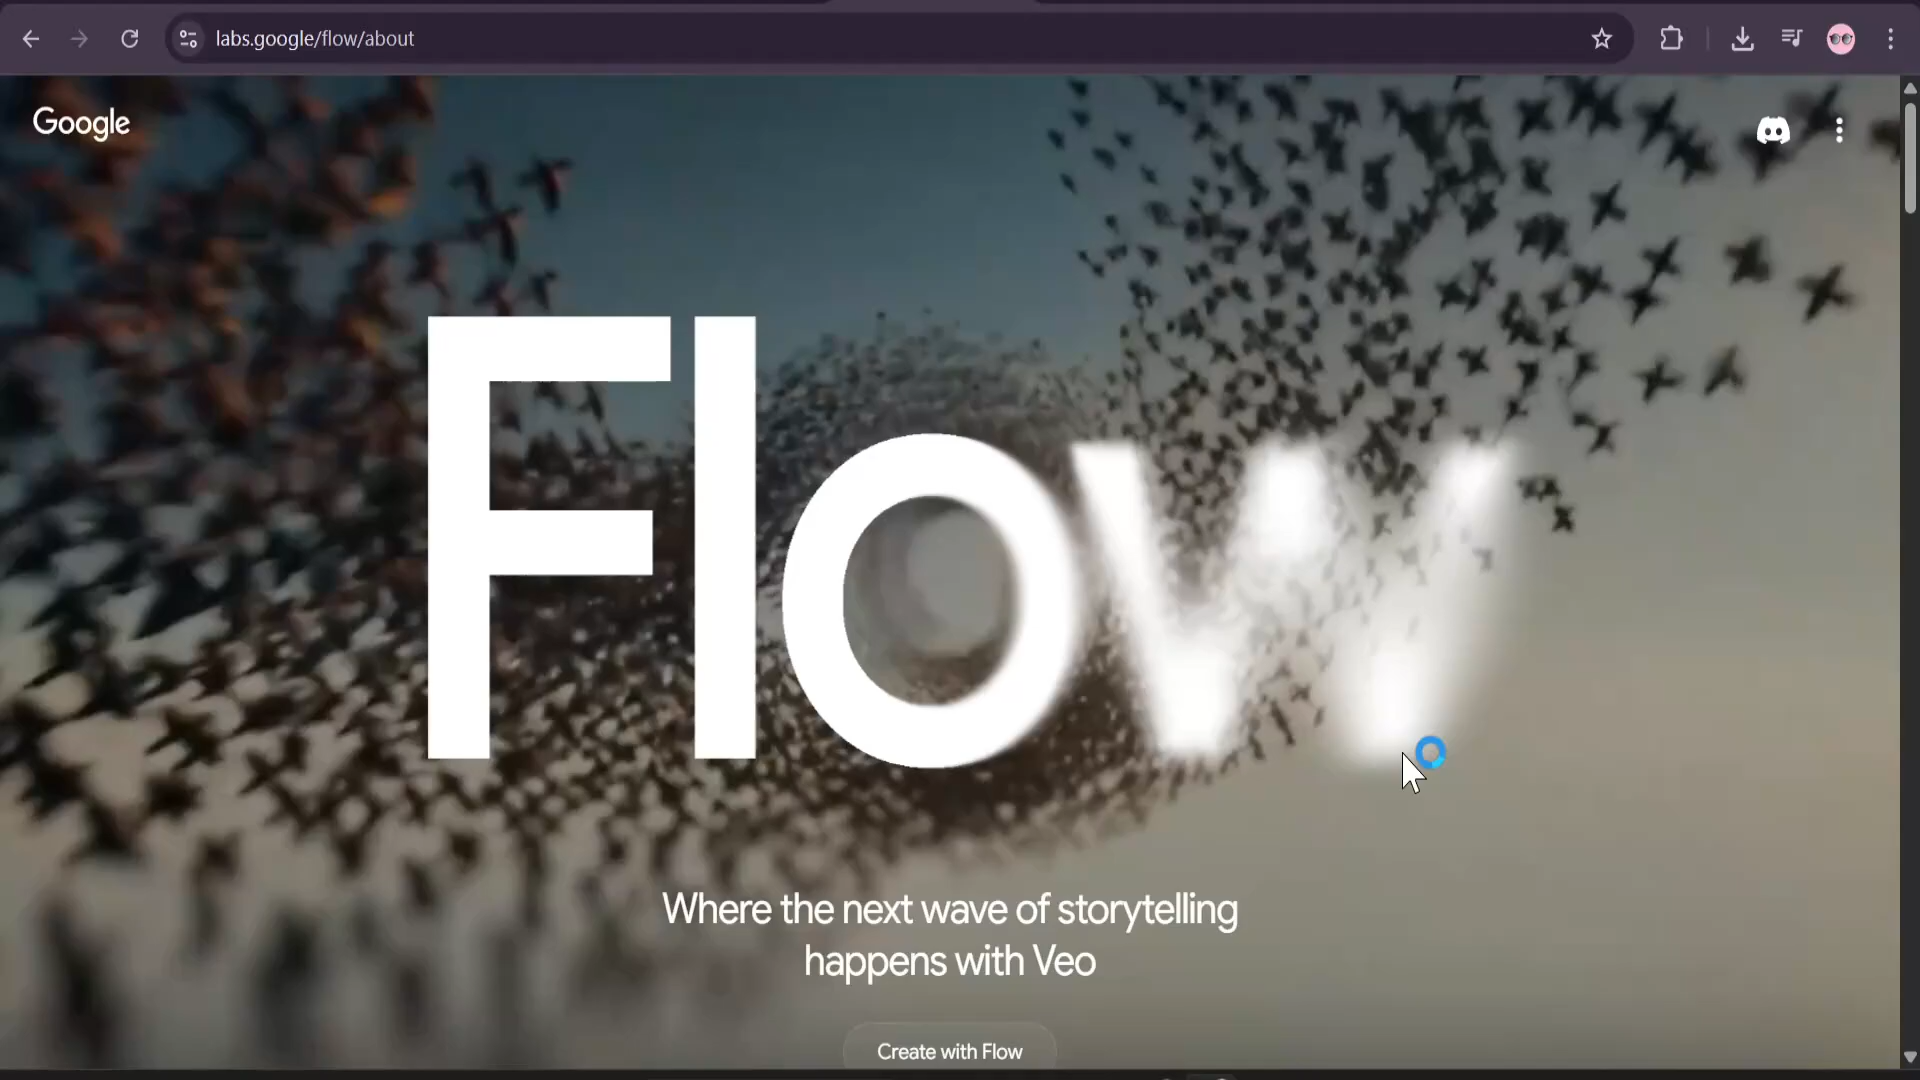 labs.google/flow/about
Google
Flow
Where the next wave of storytelling
happens with Veo
Create with Flow